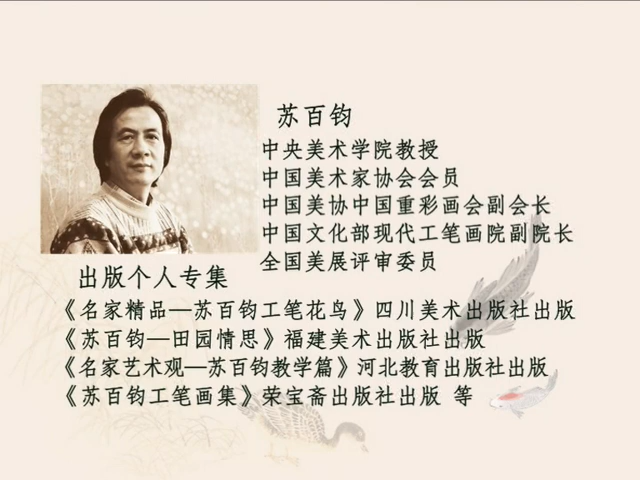 苏百钧
中央美术学院教授
中国美术家协会会员
中国美协中国重彩画会副会长
中国文化部现代工笔画院副院长
全国美展评审委员
出版个人专集
《名家精品—苏百钧工笔花鸟》四川美术出版社出版
《苏百钧—田园情思》福建美术出版社出版
《名家艺术观—苏百钧教学篇》河北教育出版社出版
《苏百钧工笔画集》荣宝斋出版社出版 等